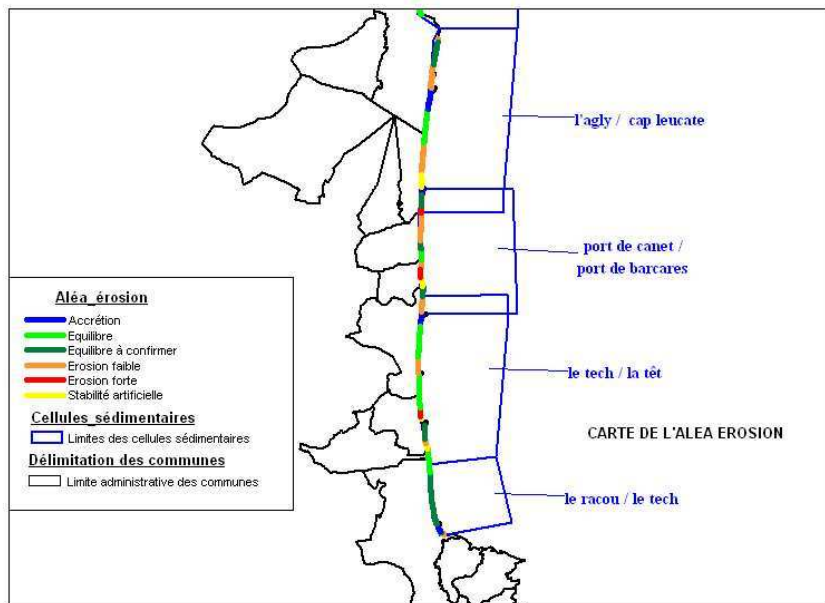 l'agly / cap leucate
port de canet /
port de barcares
Aléa_érosion
Accrétion
Equilibre
Equilibre à confirmer
Erosion faible
Erosion forte
Stabilité artificielle
Cellules_sédimentaires
Limites des cellules sédimentaires
Délimitation des communes
Limite administrative des communes
le tech / la têt
CARTE DE L'ALEA EROSION
le racou / le tech